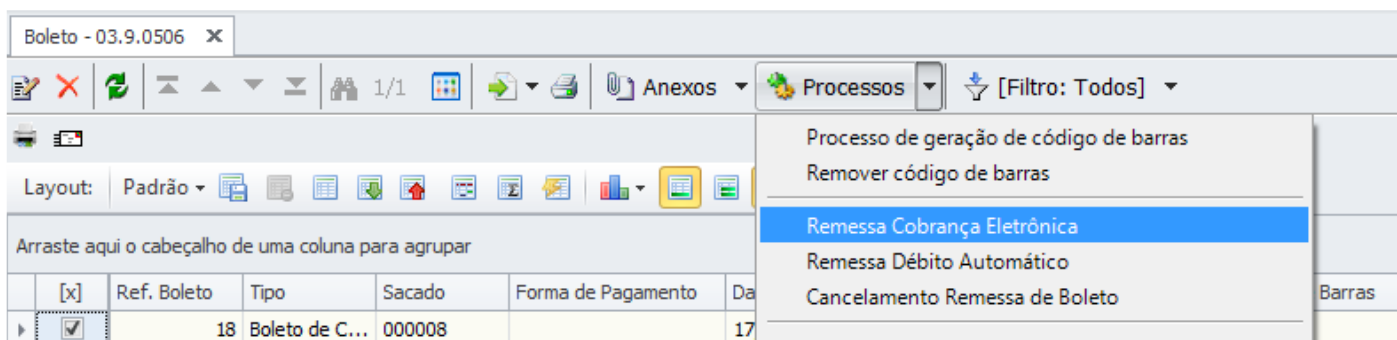 Boleto - 03.9.0506
1/1 Anexos Processos [Filtro: Todos]
Processo de geração de código de barras
Remover código de barras
Layout: Padrão
Remessa Cobrança Eletrônica
Arraste aqui o cabeçalho de uma coluna para agrupar
Remessa Débito Automático
[x] Ref. Boleto Tipo Sacado Forma de Pagamento Da Cancelamento Remessa de Boleto Barras
18 Boleto de C... 000008 17